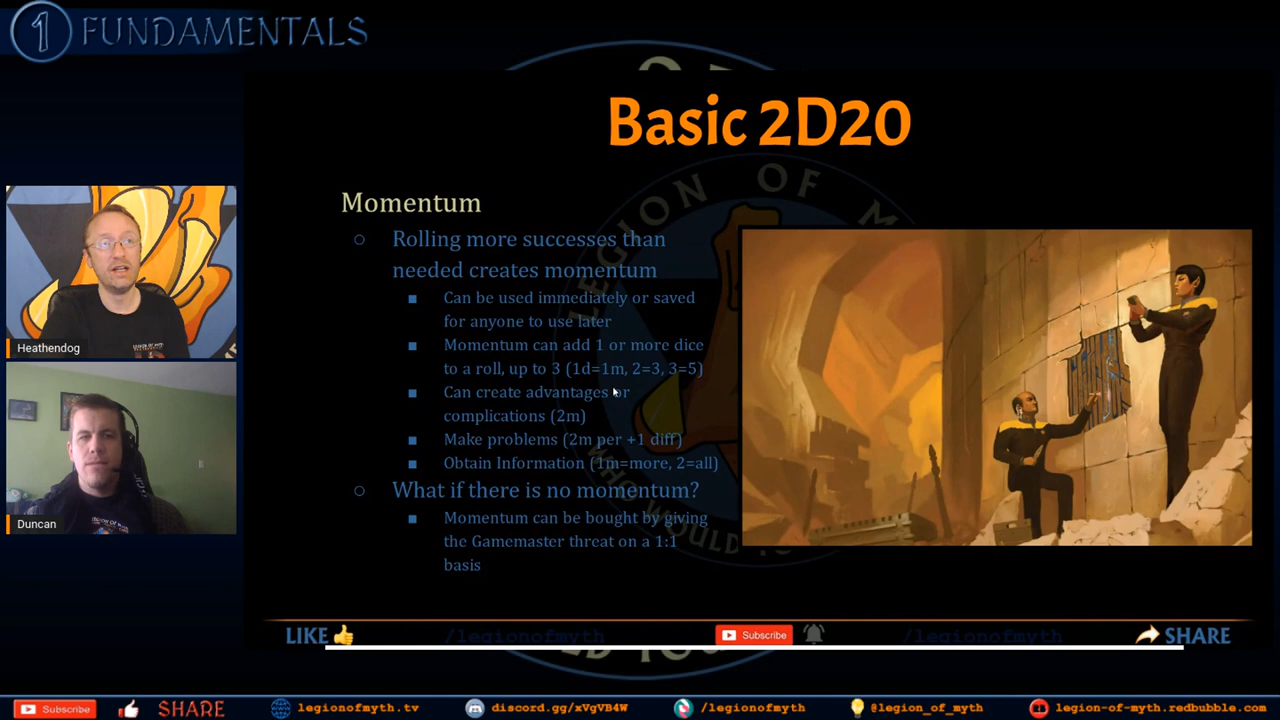 1 FUNDAMENTALS
Basic 2D20
LEGION OF M
Momentum
○ Rolling more successes than
needed creates momentum
■ Can be used immediately or saved
for anyone to use later
■ Momentum can add 1 or more dice
to a roll, up to 3 (1d=1m, 2=3, 3=5)
■ Can create advantages or
complications (2m)
■ Make problems (2m per +1 diff)
■ Obtain Information (1m=more, 2=all)
○ What if there is no momentum?
■ Momentum can be bought by giving
the Gamemaster threat on a 1:1
basis
Heathendog
Duncan
LIKE
/legionofmyth
Subscribe
/legionofmyth
SHARE
Subscribe
SHARE
legionofmyth.tv
discord.gg/xVgVB4W
/legionofmyth
@legion_of_myth
legion-of-myth.redbubble.com